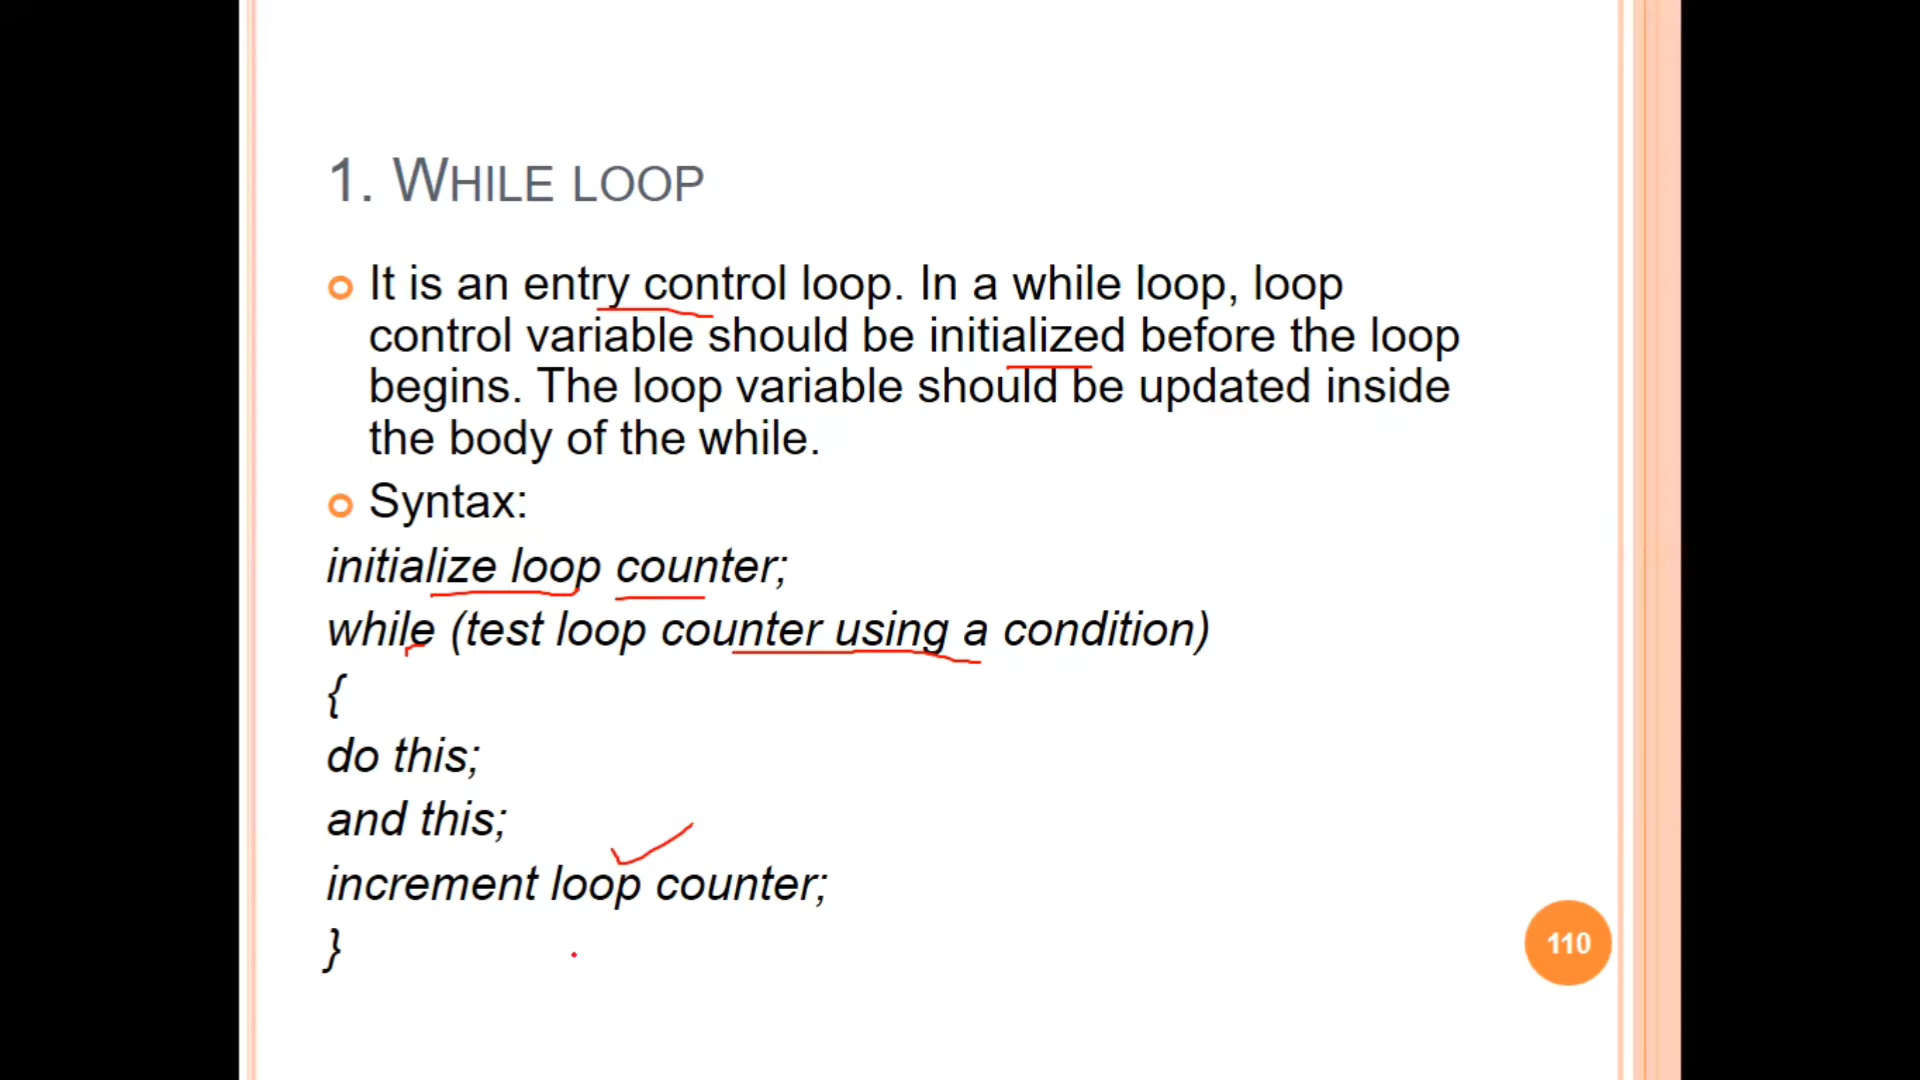 1. WHILE LOOP
It is an entry control loop. In a while loop, loop
control variable should be initialized before the loop
begins. The loop variable should be updated inside
the body of the while.
Syntax:
initialize loop counter;
while (test loop counter using a condition)
{
do this;
and this;
increment loop counter;
}
110